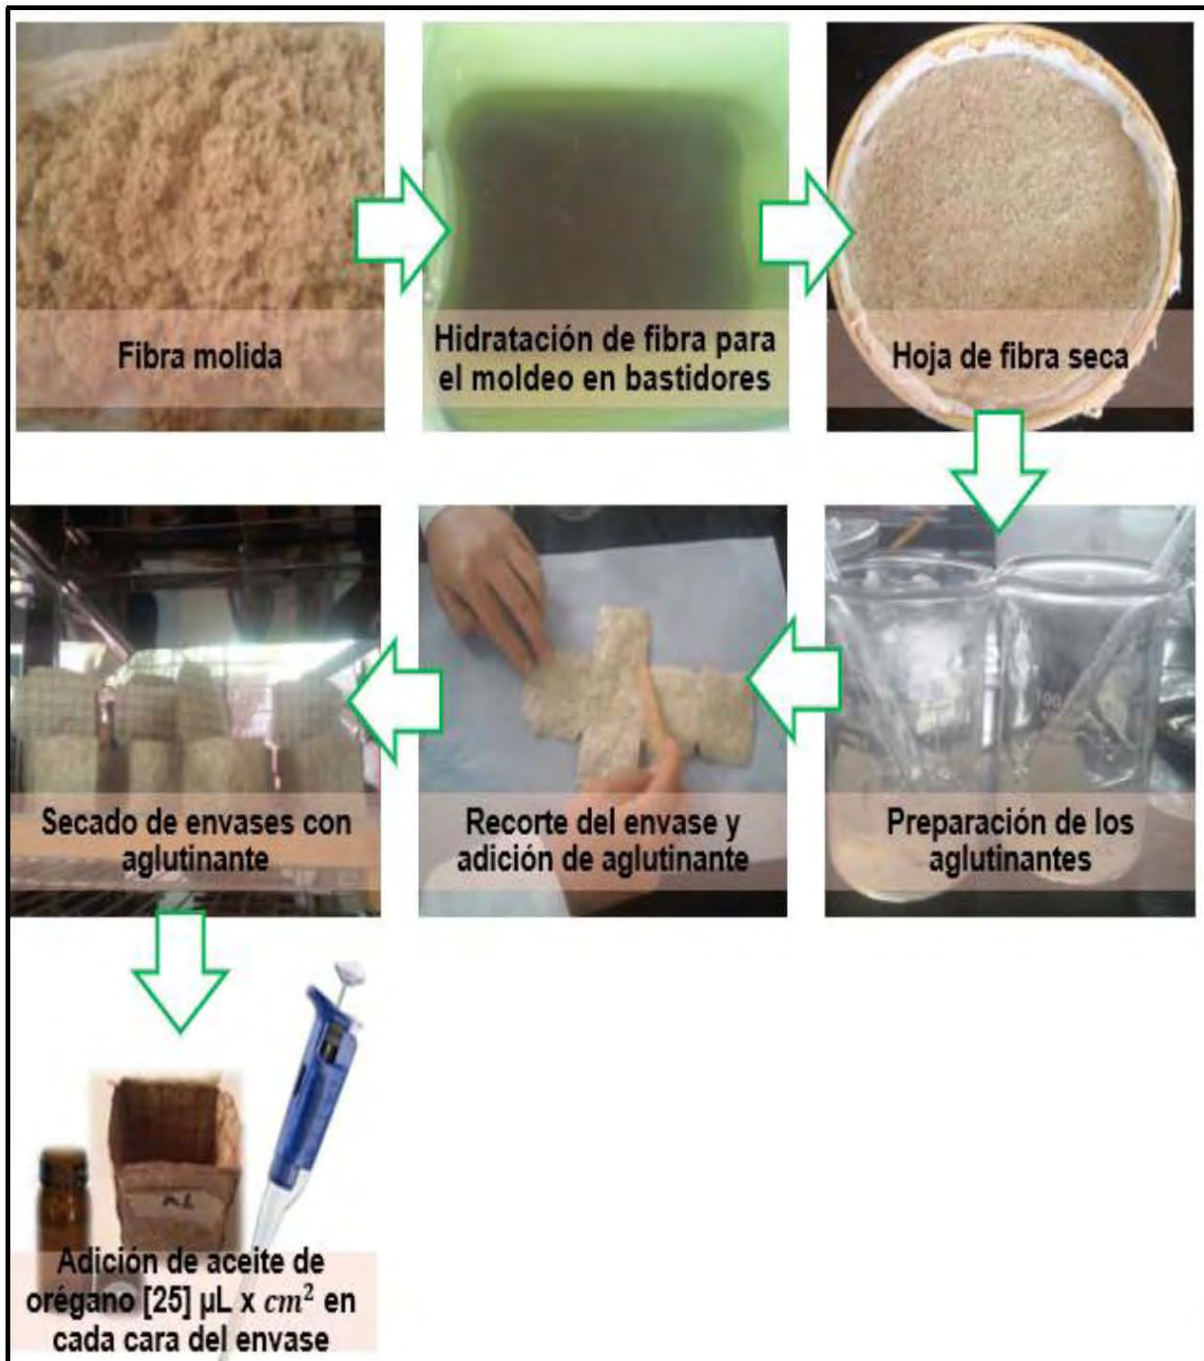 Fibra molida
Hidratación de fibra para
el moldeo en bastidores
Hoja de fibra seca
Preparación de los
aglutinantes
100
Recorte del envase y
adición de aglutinante
Secado de envases con
aglutinante
Adición de aceite de
orégano [25] µL x cm² en
cada cara del envase